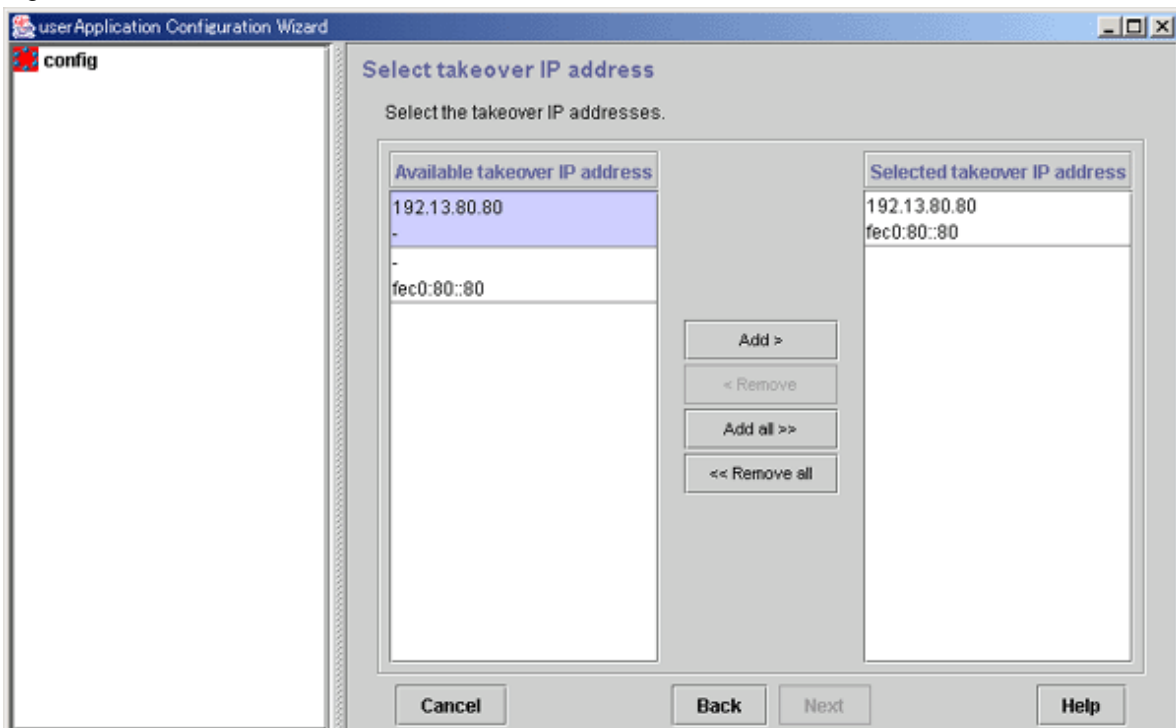 userApplication Configuration Wizard
config
Select takeover IP address
Select the takeover IP addresses.
Available takeover IP address
192.13.80.80
-
-
fec0:80::80
Add >
< Remove
Add all >>
<< Remove all
Selected takeover IP address
192.13.80.80
fec0:80::80
Cancel
Back
Next
Help